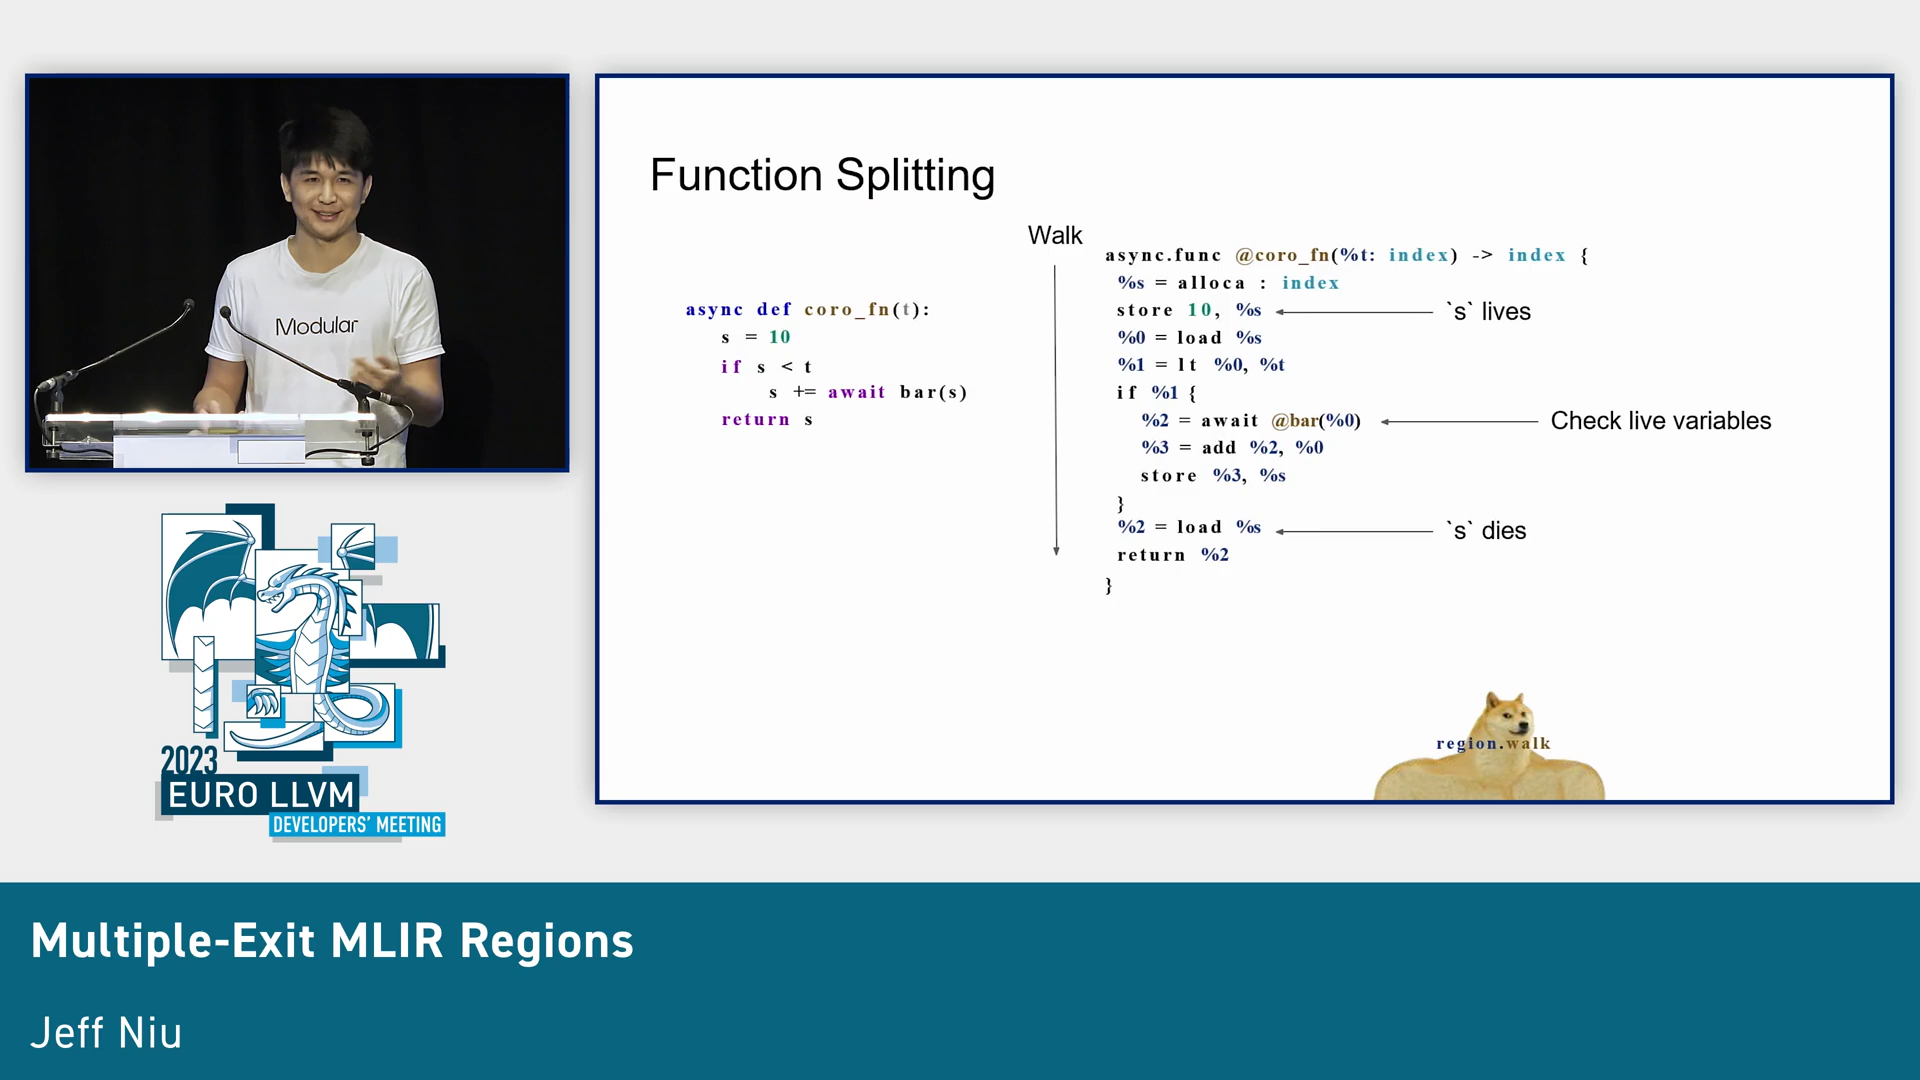 Modular
2023
EURO LLVM
DEVELOPERS' MEETING
Function Splitting
Walk
async def coro_fn(t):
s = 10
if s < t
s += await bar(s)
return s
async.func @coro_fn(%t: index) -> index {
%s = alloca : index
store 10, %s
`s` lives
%0 = load %s
%1 = lt %0, %t
if %1 {
%2 = await @bar(%0)
Check live variables
%3 = add %2, %0
store %3, %s
}
%2 = load %s
`s` dies
return %2
}
region.walk
Multiple-Exit MLIR Regions
Jeff Niu